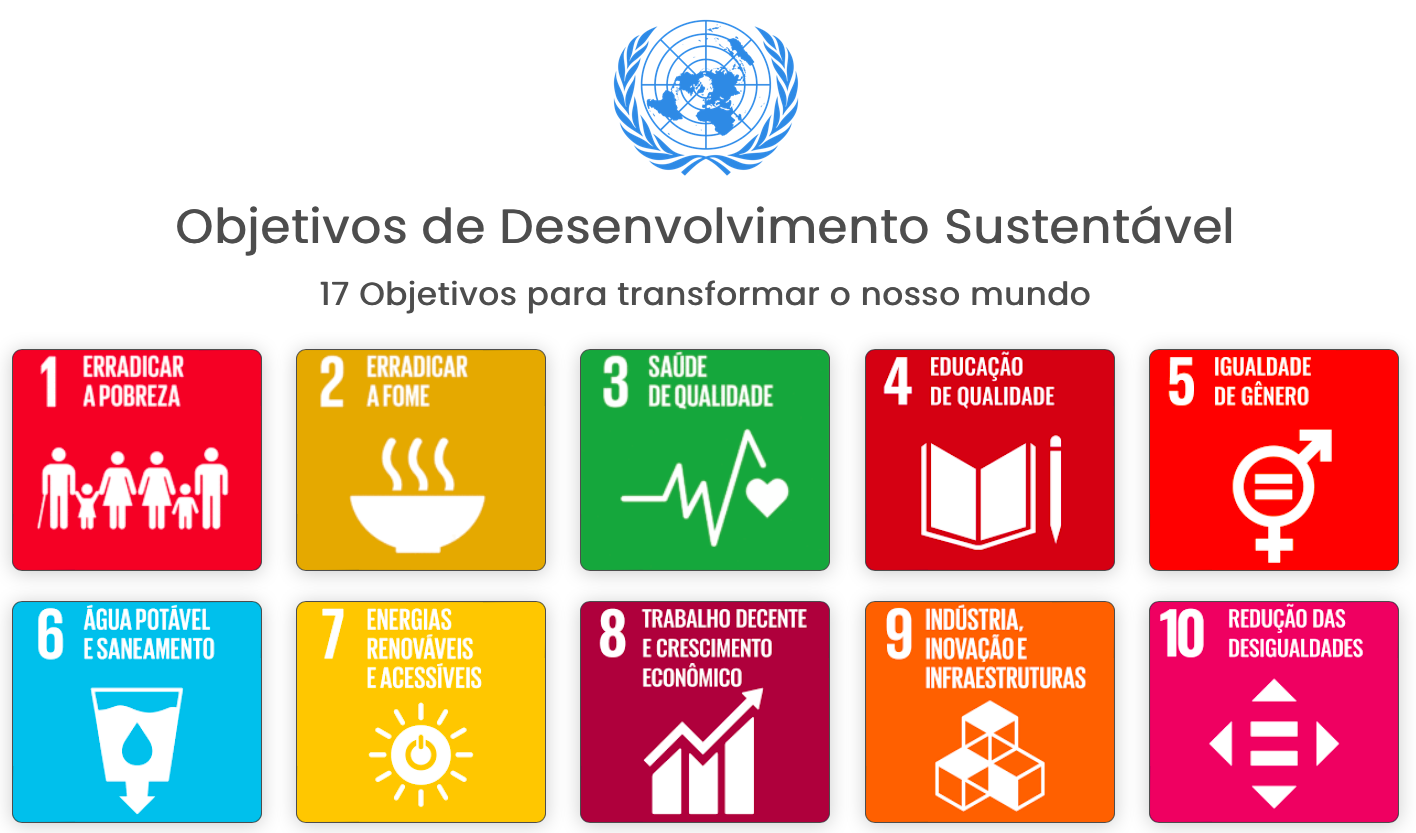 Objetivos de Desenvolvimento Sustentável
17 Objetivos para transformar o nosso mundo
1 ERRADICAR
A POBREZA
2 ERRADICAR
A FOME
3 SAÚDE
DE QUALIDADE
4 EDUCAÇÃO
DE QUALIDADE
5 IGUALDADE
DE GÊNERO
6 ÁGUA POTÁVEL
E SANEAMENTO
7 ENERGIAS
RENOVÁVEIS
E ACESSÍVEIS
8 TRABALHO DECENTE
E CRESCIMENTO
ECONÔMICO
9 INDÚSTRIA,
INOVAÇÃO E
INFRAESTRUTURAS
10 REDUÇÃO DAS
DESIGUALDADES